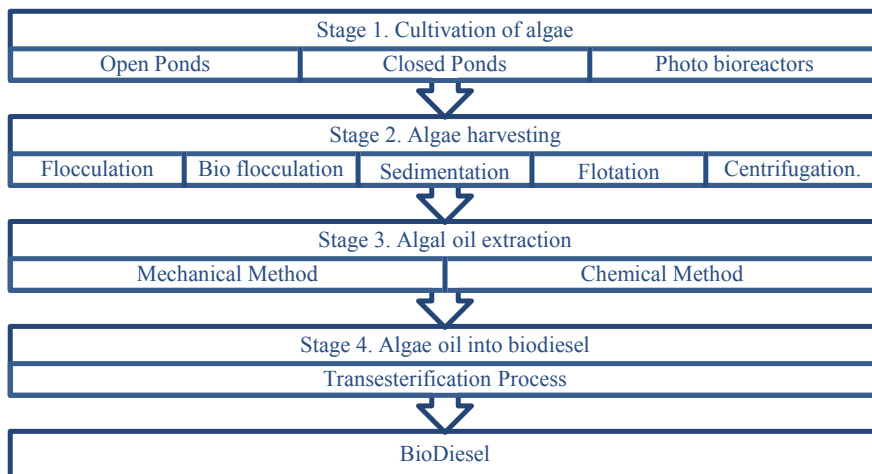 Stage 1. Cultivation of algae
Open Ponds Closed Ponds Photo bioreactors
Stage 2. Algae harvesting
Flocculation Bio flocculation Sedimentation Flotation Centrifugation.
Stage 3. Algal oil extraction
Mechanical Method Chemical Method
Stage 4. Algae oil into biodiesel
Transesterification Process
BioDiesel